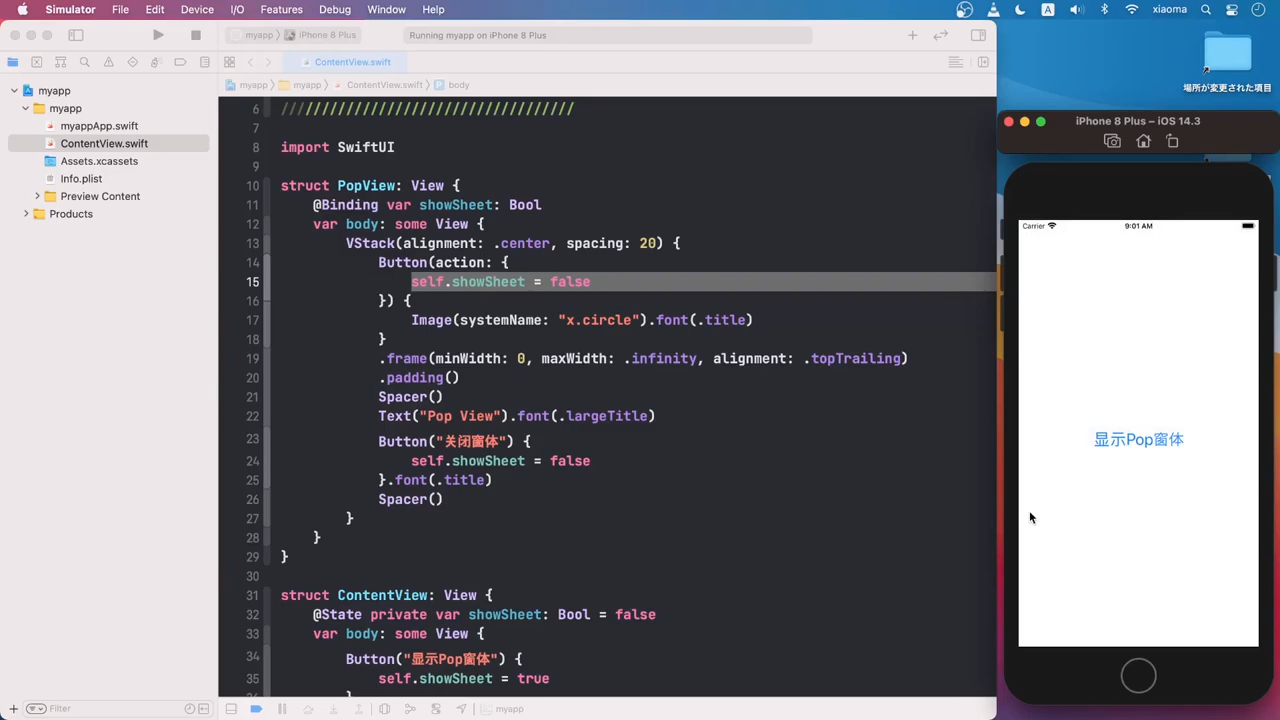 Simulator File Edit Device I/O Features Debug Window Help xiaoma
myapp iPhone 8 Plus Running myapp on iPhone 8 Plus
ContentView.swift
myapp myapp ContentView.swift body
myapp
myapp
myappApp.swift
ContentView.swift
Assets.xcassets
Info.plist
Preview Content
Products
6 /////////////////////////////////////
7
8 import SwiftUI
9
10 struct PopView: View {
11 @Binding var showSheet: Bool
12 var body: some View {
13 VStack(alignment: .center, spacing: 20) {
14 Button(action: {
15 self.showSheet = false
16 }) {
17 Image(systemName: "x.circle").font(.title)
18 }
19 .frame(minWidth: 0, maxWidth: .infinity, alignment: .topTrailing)
20 .padding()
21 Spacer()
22 Text("Pop View").font(.largeTitle)
23 Button("关闭窗体") {
24 self.showSheet = false
25 }.font(.title)
26 Spacer()
27 }
28 }
29 }
30
31 struct ContentView: View {
32 @State private var showSheet: Bool = false
33 var body: some View {
34 Button("显示Pop窗体") {
35 self.showSheet = true
Filter
myapp
場所が変更された項目
iPhone 8 Plus – iOS 14.3
Carrier 9:01 AM
显示Pop窗体